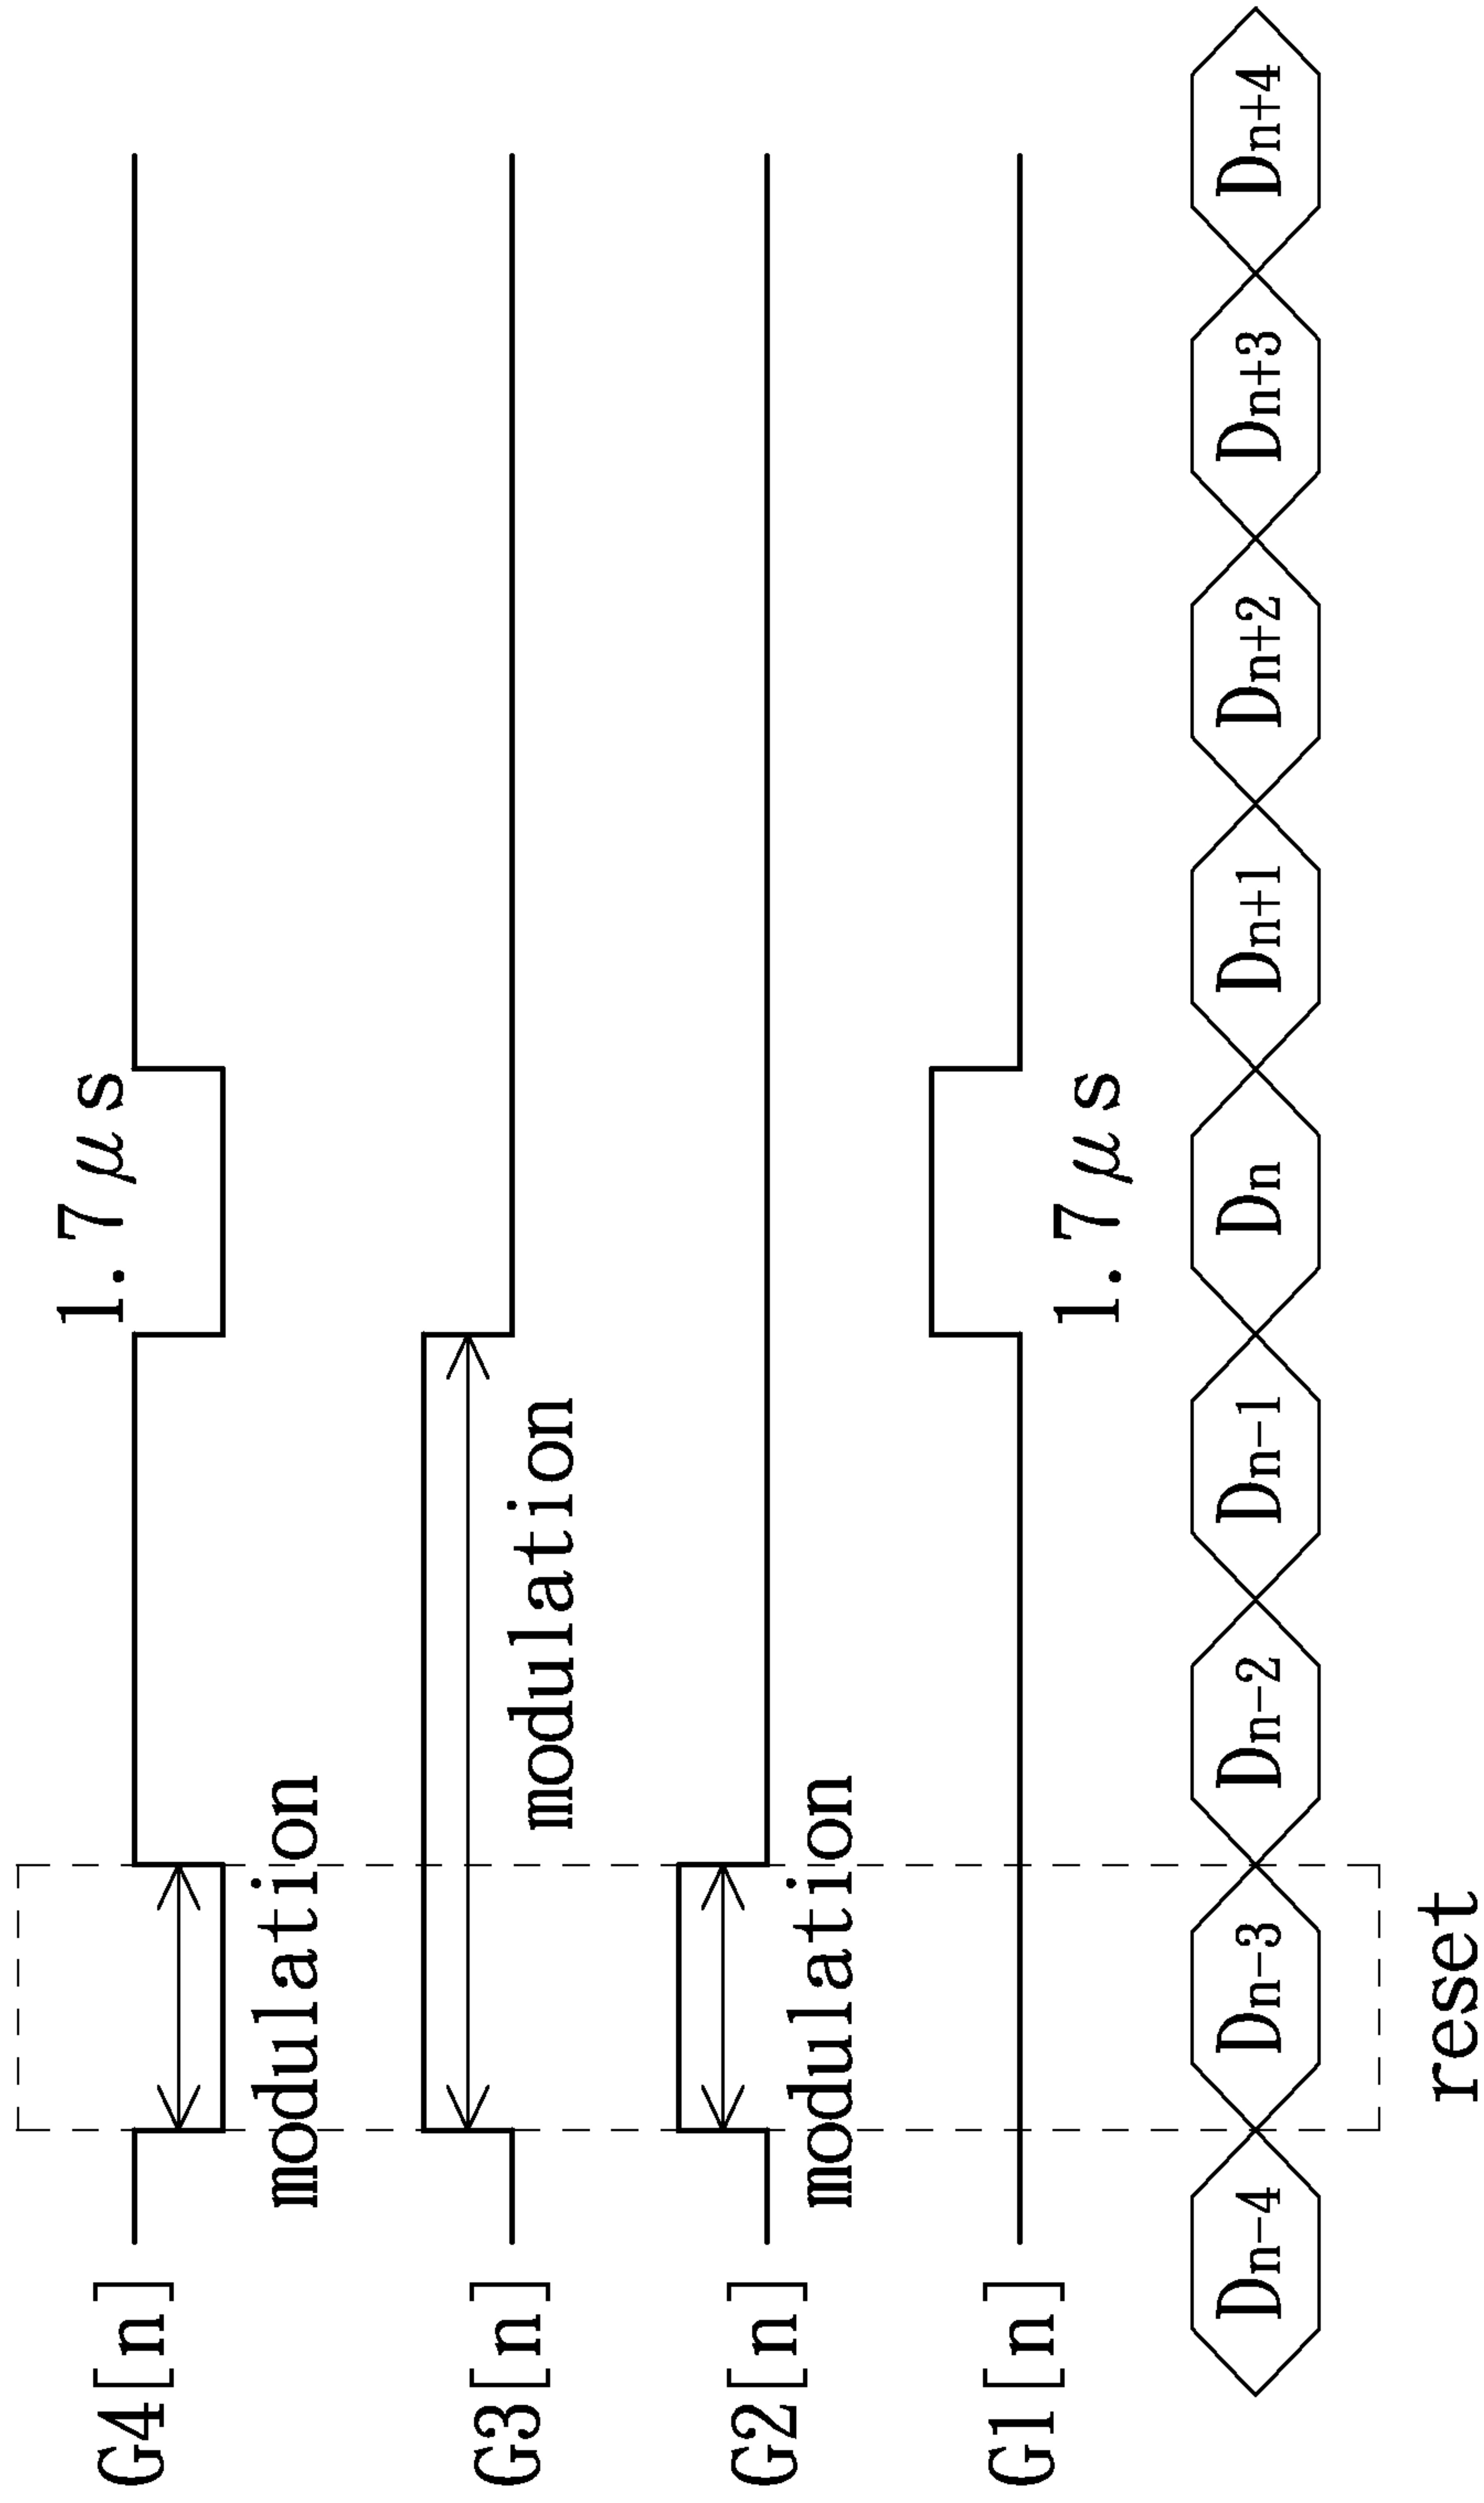 1.7μs
G4[n]
modulation
G3[n]
modulation
G2[n]
modulation
G1[n]
1.7μs
Dn-4 Dn-3 Dn-2 Dn-1 Dn Dn+1 Dn+2 Dn+3 Dn+4
reset